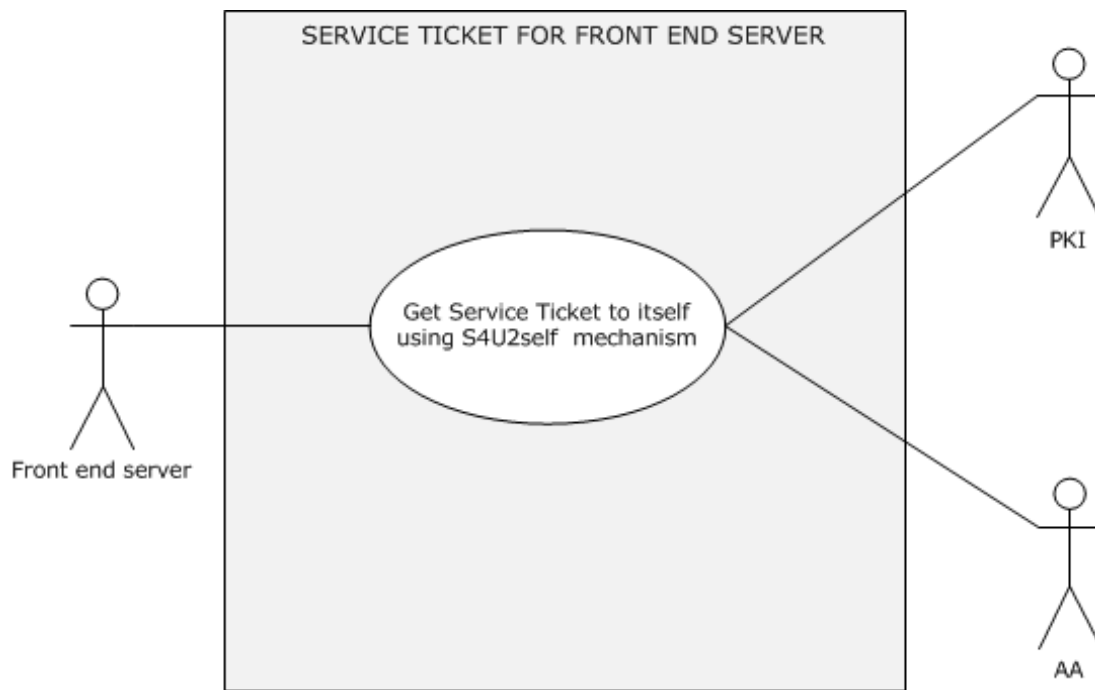 SERVICE TICKET FOR FRONT END SERVER
PKI
Get Service Ticket to itself
using S4U2self mechanism
Front end server
AA